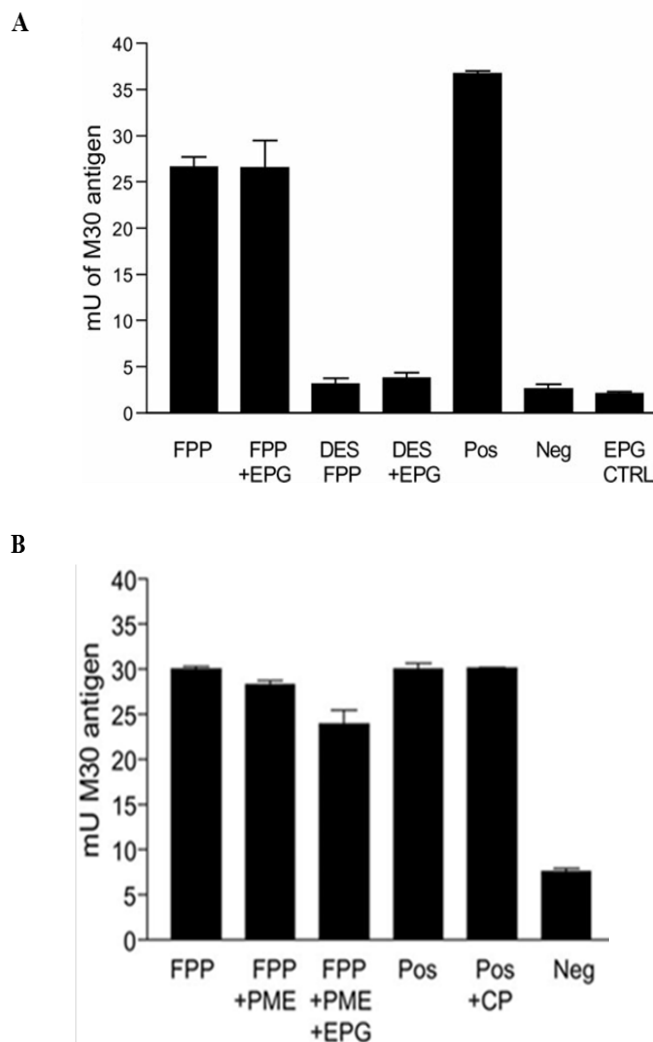 A
mU of M30 antigen
40
35
30
25
20
15
10
5
0
FPP FPP DES DES Pos Neg EPG
+EPG FPP +EPG CTRL
B
mU M30 antigen
40
35
30
25
20
15
10
5
0
FPP FPP FPP Pos Pos Neg
+PME +PME +CP
+EPG